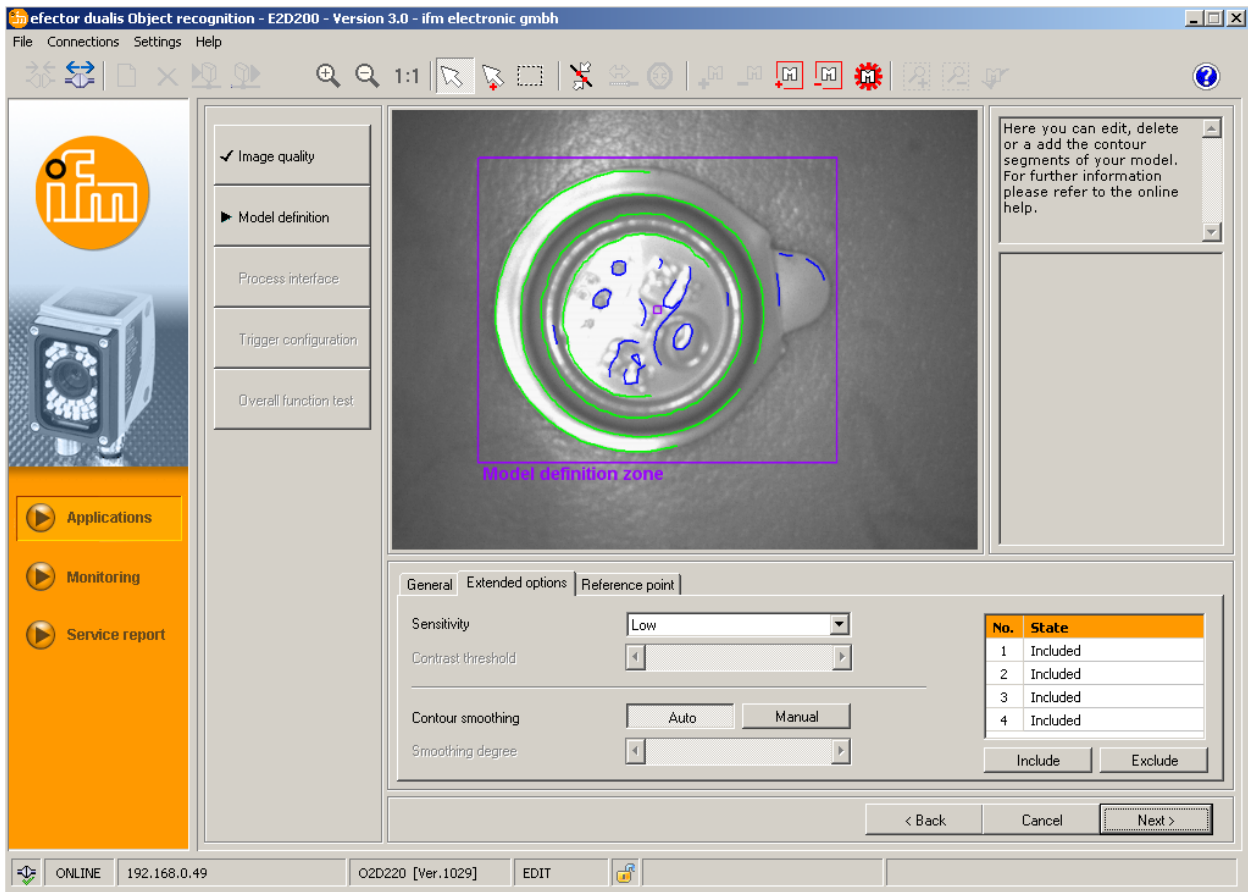 efector dualis Object recognition - E2D200 - Version 3.0 - ifm electronic gmbh
File Connections Settings Help
1:1
M M M M M
?
ifm
Applications
Monitoring
Service report
Image quality
Model definition
Process interface
Trigger configuration
Overall function test
Model definition zone
Here you can edit, delete
or a add the contour
segments of your model.
For further information
please refer to the online
help.
General Extended options Reference point
Sensitivity Low
Contrast threshold
Contour smoothing Auto Manual
Smoothing degree
No. State
1 Included
2 Included
3 Included
4 Included
Include Exclude
< Back Cancel Next >
ONLINE 192.168.0.49 O2D220 [Ver.1029] EDIT